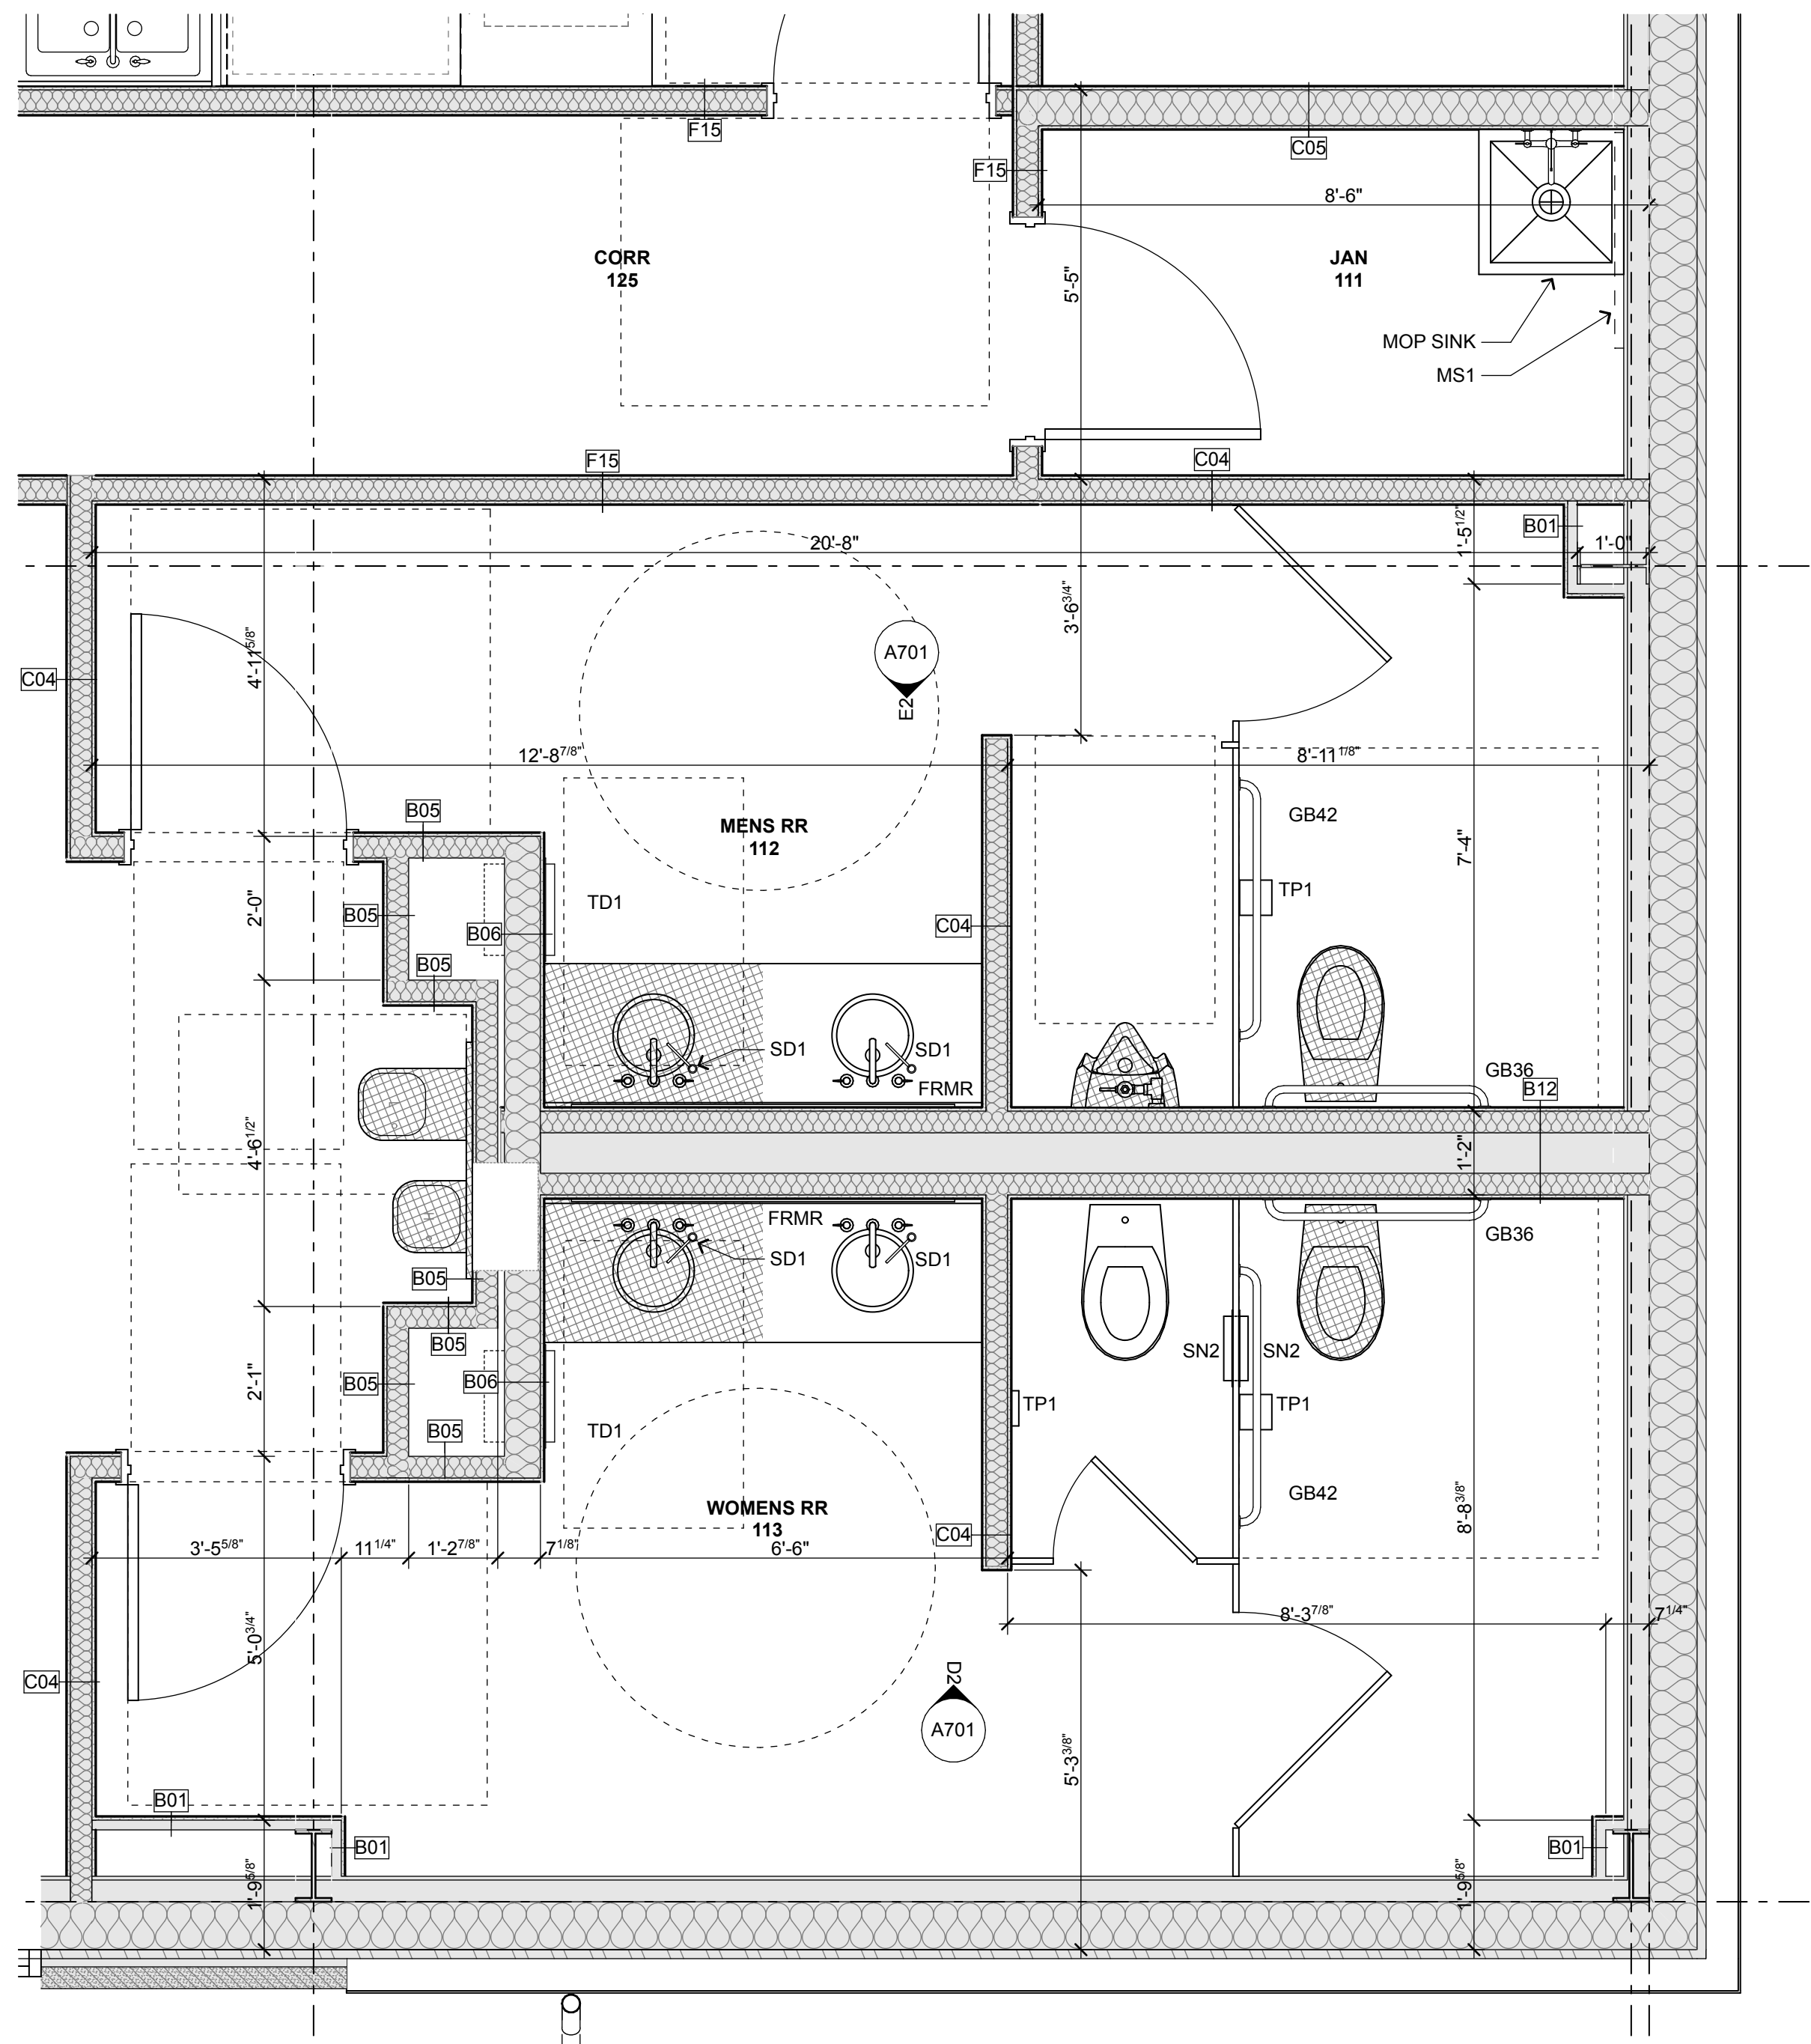 F15
C05
F15
8'-6"
CORR
125
JAN
111
5'-5"
MOP SINK
MS1
F15
C04
B01
1'-5 1/2"
1'-0"
20'-8"
3'-6 3/4"
4'-11 5/8"
A701
E2
C04
12'-8 7/8"
8'-11 1/8"
B05
GB42
MENS RR
112
7'-4"
TP1
TD1
2'-0"
B05
B06
C04
B05
SD1
SD1
GB36
FRMR
B12
4'-6 1/2"
1'-2"
FRMR
GB36
SD1
SD1
B05
B05
SN2
SN2
2'-1"
B05
B06
TP1
TP1
B05
TD1
GB42
WOMENS RR
113
C04
8'-8 3/8"
3'-5 5/8"
11 1/4"
1'-2 7/8"
7 1/8"
6'-6"
8'-3 7/8"
7 1/4"
5'-0 3/4"
C04
D2
A701
5'-3 3/8"
B01
B01
B01
1'-9 5/8"
1'-9 5/8"